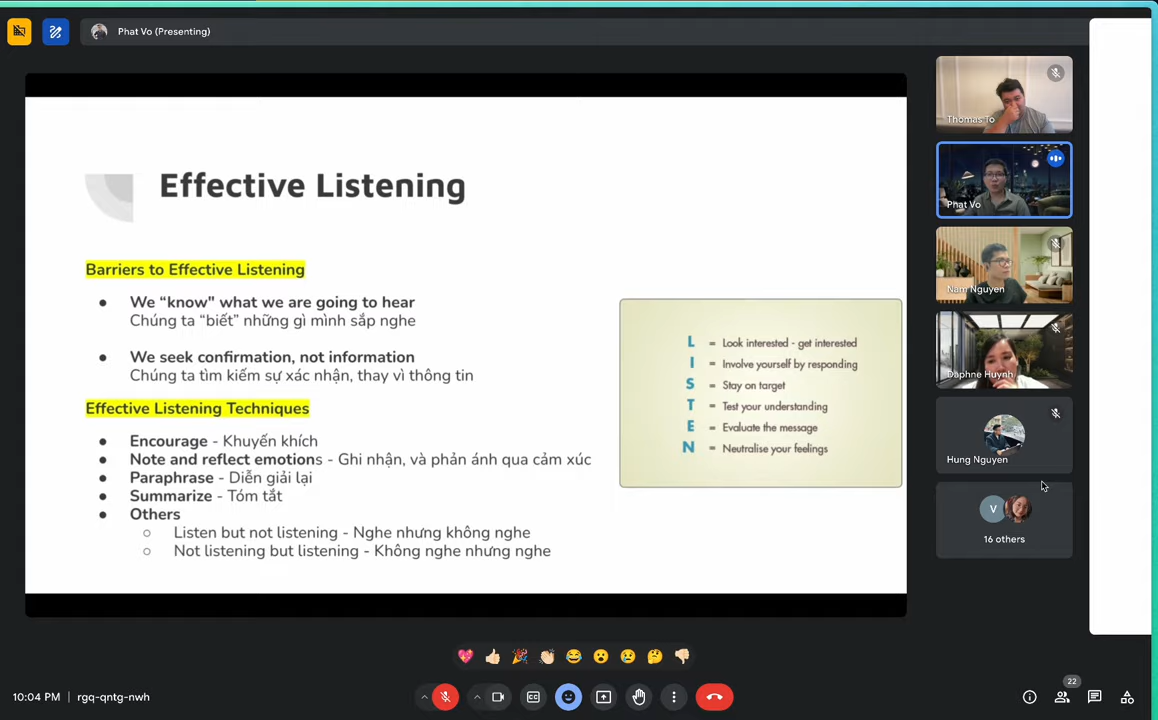 Phat Vo (Presenting)
Effective Listening
Barriers to Effective Listening
● We “know" what we are going to hear
Chúng ta “biết” những gì mình sắp nghe
● We seek confirmation, not information
Chúng ta tìm kiếm sự xác nhận, thay vì thông tin
Effective Listening Techniques
● Encourage - Khuyến khích
● Note and reflect emotions - Ghi nhận, và phản ánh qua cảm xúc
● Paraphrase - Diễn giải lại
● Summarize - Tóm tắt
● Others
○ Listen but not listening - Nghe nhưng không nghe
○ Not listening but listening - Không nghe nhưng nghe
L = Look interested - get interested
I = Involve yourself by responding
S = Stay on target
T = Test your understanding
E = Evaluate the message
N = Neutralise your feelings
Thomas To
Phat Vo
Nam Nguyen
Daphne Huynh
Hung Nguyen
V
16 others
10:04 PM | rgq-qntg-nwh
CC
22